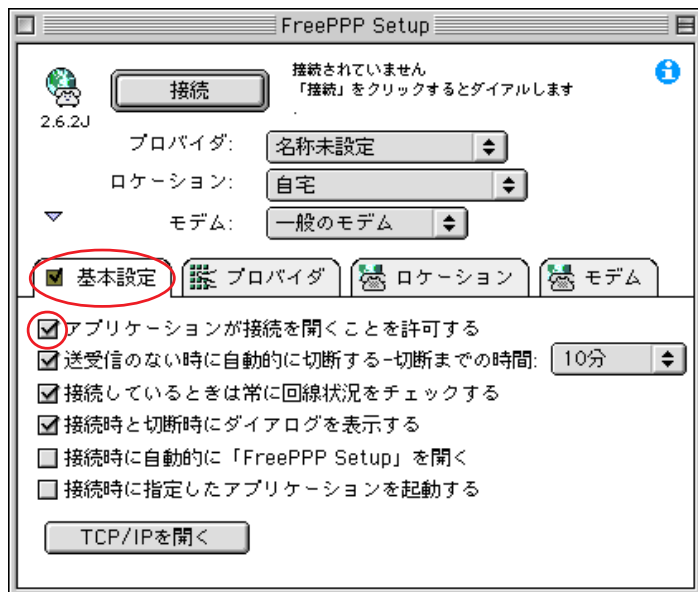 FreePPP Setup
接続
接続されていません
「接続」をクリックするとダイアルします
.
2.6.2J
プロバイダ: 名称未設定
ロケーション: 自宅
モデム: 一般のモデム
基本設定 プロバイダ ロケーション モデム
アプリケーションが接続を開くことを許可する
送受信のない時に自動的に切断する-切断までの時間: 10分
接続しているときは常に回線状況をチェックする
接続時と切断時にダイアログを表示する
接続時に自動的に「FreePPP Setup」を開く
接続時に指定したアプリケーションを起動する
TCP/IPを開く